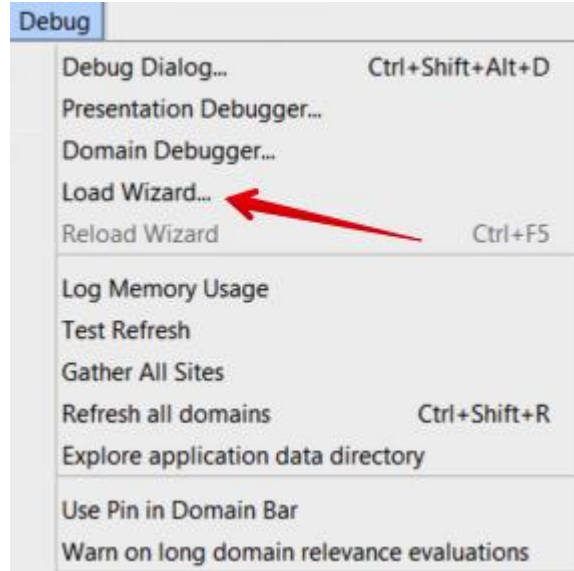 Debug
Debug Dialog... Ctrl+Shift+Alt+D
Presentation Debugger...
Domain Debugger...
Load Wizard...
Reload Wizard Ctrl+F5
Log Memory Usage
Test Refresh
Gather All Sites
Refresh all domains Ctrl+Shift+R
Explore application data directory
Use Pin in Domain Bar
Warn on long domain relevance evaluations